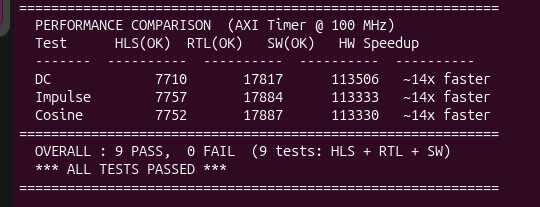 ============================================================
PERFORMANCE COMPARISON  (AXI Timer @ 100 MHz)
Test      HLS(OK)  RTL(OK)   SW(OK)   HW Speedup
-------  ----------  ----------  ----------  ----------
DC             7710       17817      113506   ~14x faster
Impulse        7757       17884      113333   ~14x faster
Cosine         7752       17887      113330   ~14x faster
============================================================
OVERALL : 9 PASS,  0 FAIL  (9 tests: HLS + RTL + SW)
*** ALL TESTS PASSED ***
============================================================